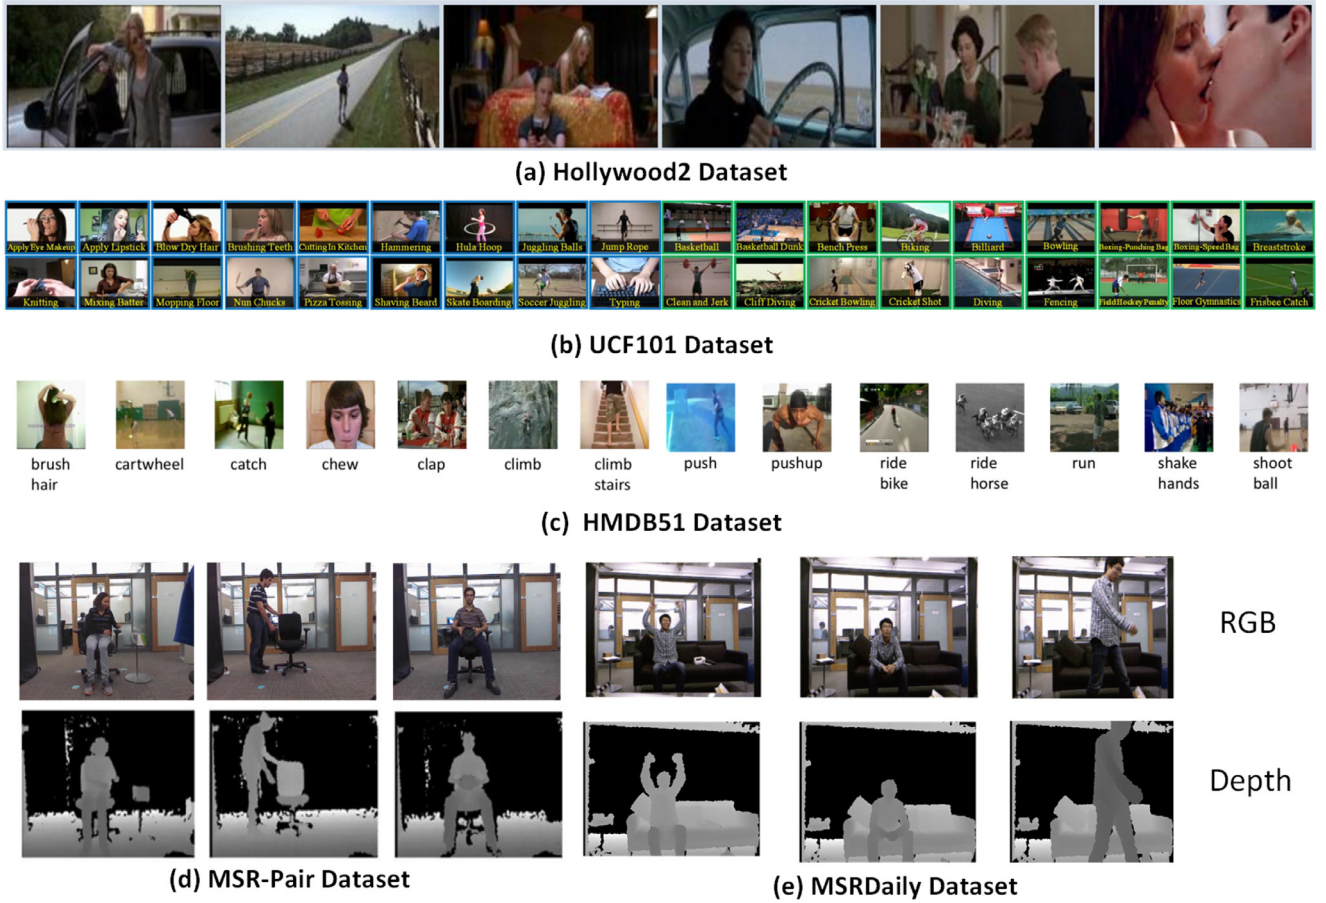 (a) Hollywood2 Dataset
Apply Eye Makeup Apply Lipstick Blow Dry Hair Brushing Teeth Cutting In Kitchen Hammering Hula Hoop Juggling Balls Jump Rope Basketball Basketball Dunk Bench Press Biking Billiard Bowling Boxing-Punching Bag Boxing-Speed Bag Breaststroke
Knitting Mixing Batter Mopping Floor Nun Chucks Pizza Tossing Shaving Beard Skate Boarding Soccer Juggling Typing Clean and Jerk Cliff Diving Cricket Bowling Cricket Shot Diving Fencing Field Hockey Penalty Floor Gymnastics Frisbee Catch
(b) UCF101 Dataset
brush hair
cartwheel
catch
chew
clap
climb
climb stairs
push
pushup
ride bike
ride horse
run
shake hands
shoot ball
(c) HMDB51 Dataset
RGB
Depth
(d) MSR-Pair Dataset
(e) MSRDaily Dataset